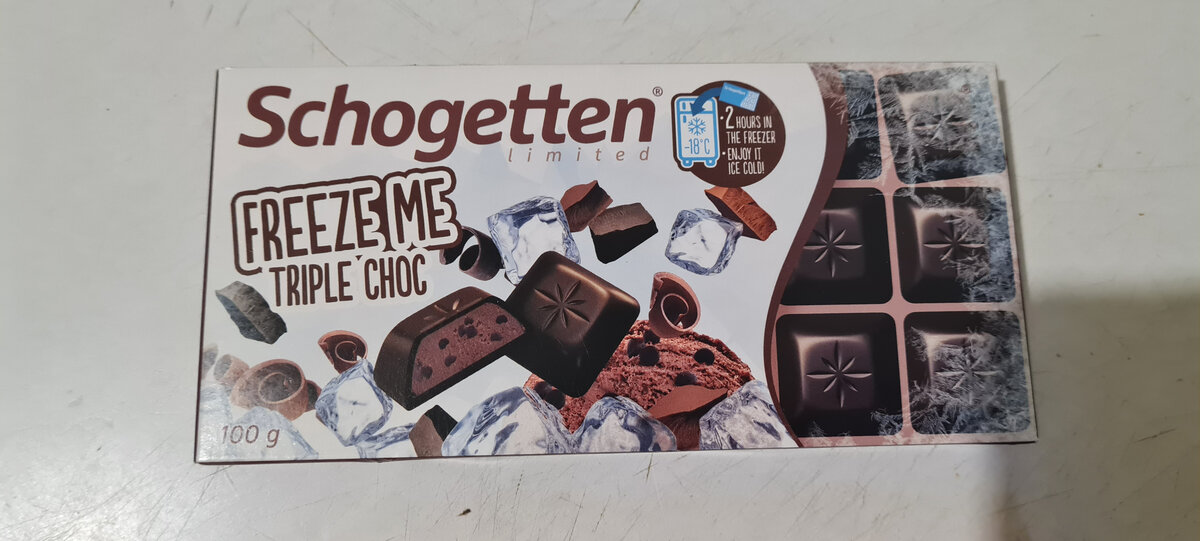 Schogetten®
limited
FREEZE ME
TRIPLE CHOC
-18°C
• 2 HOURS IN
THE FREEZER
• ENJOY IT
ICE COLD!
100 g